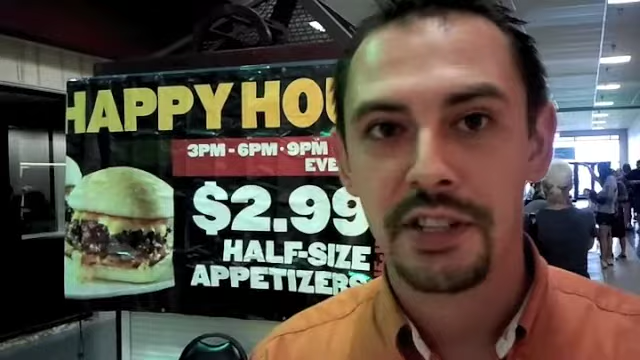 HAPPY HOU
3PM - 6PM · 9PM
EVE
$2.99
HALF-SIZE
APPETIZERS